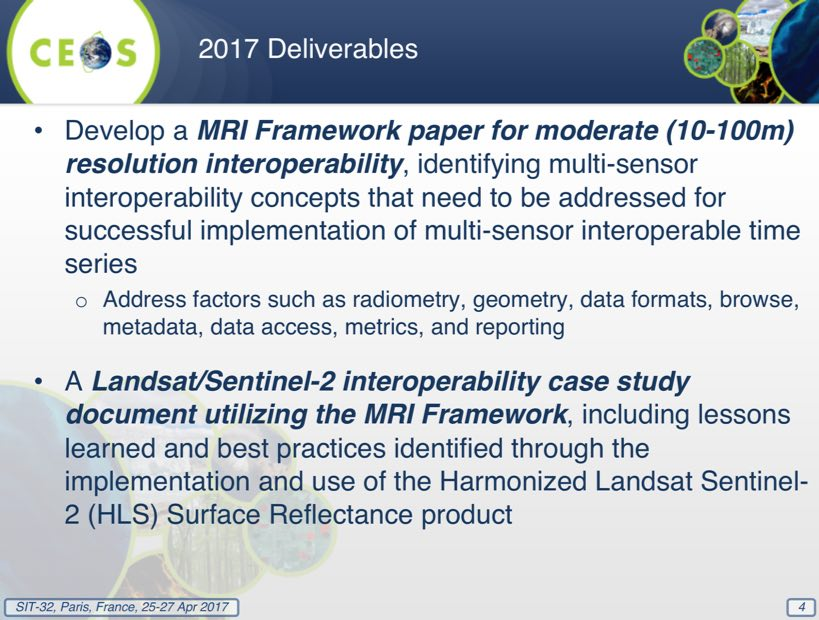 CEOS
2017 Deliverables
• Develop a MRI Framework paper for moderate (10-100m)
resolution interoperability, identifying multi-sensor
interoperability concepts that need to be addressed for
successful implementation of multi-sensor interoperable time
series
o Address factors such as radiometry, geometry, data formats, browse,
metadata, data access, metrics, and reporting
• A Landsat/Sentinel-2 interoperability case study
document utilizing the MRI Framework, including lessons
learned and best practices identified through the
implementation and use of the Harmonized Landsat Sentinel-
2 (HLS) Surface Reflectance product
SIT-32, Paris, France, 25-27 Apr 2017
4